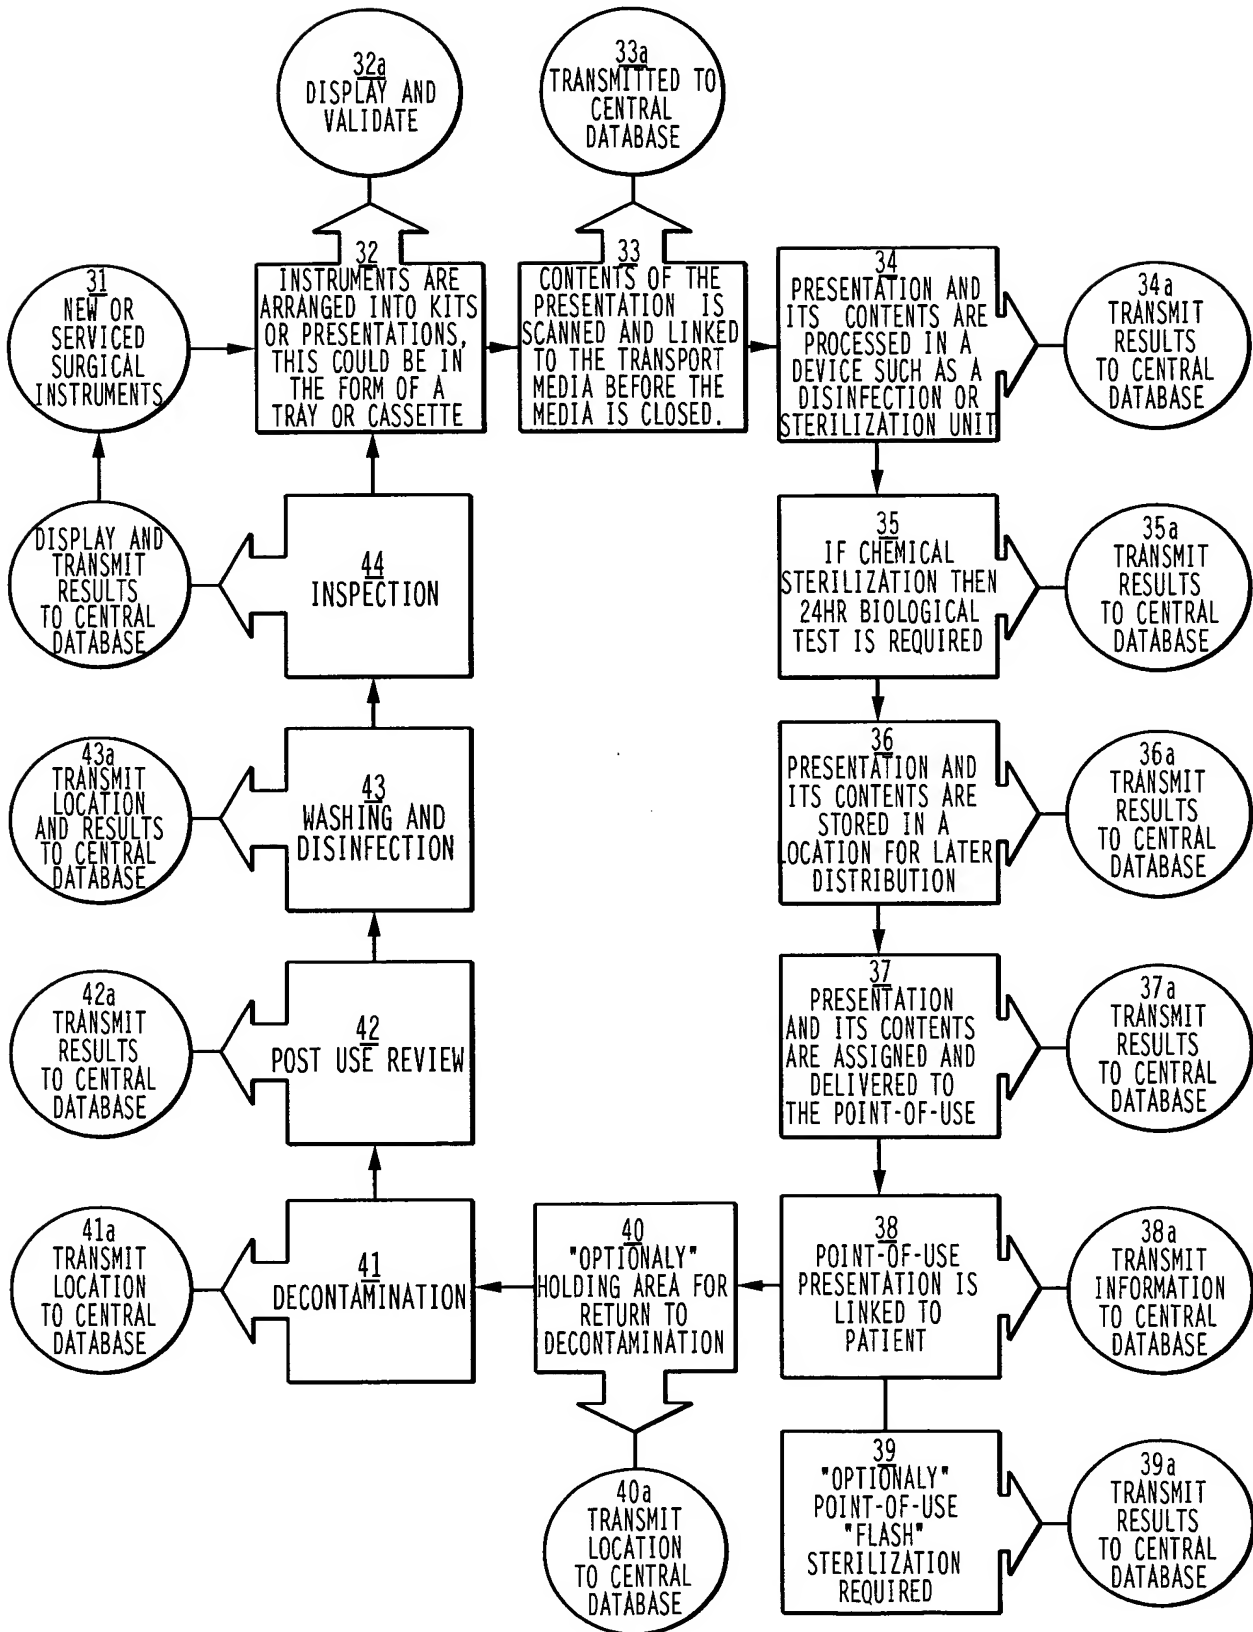 32a
DISPLAY AND
VALIDATE
33a
TRANSMITTED TO
CENTRAL
DATABASE
31
NEW OR
SERVICED
SURGICAL
INSTRUMENTS
32
INSTRUMENTS ARE
ARRANGED INTO KITS
OR PRESENTATIONS,
THIS COULD BE IN
THE FORM OF A
TRAY OR CASSETTE
33
CONTENTS OF THE
PRESENTATION IS
SCANNED AND LINKED
TO THE TRANSPORT
MEDIA BEFORE THE
MEDIA IS CLOSED.
34
PRESENTATION AND
ITS CONTENTS ARE
PROCESSED IN A
DEVICE SUCH AS A
DISINFECTION OR
STERILIZATION UNIT
34a
TRANSMIT
RESULTS
TO CENTRAL
DATABASE
DISPLAY AND
TRANSMIT
RESULTS
TO CENTRAL
DATABASE
44
INSPECTION
35
IF CHEMICAL
STERILIZATION THEN
24HR BIOLOGICAL
TEST IS REQUIRED
35a
TRANSMIT
RESULTS
TO CENTRAL
DATABASE
43a
TRANSMIT
LOCATION
AND RESULTS
TO CENTRAL
DATABASE
43
WASHING AND
DISINFECTION
36
PRESENTATION AND
ITS CONTENTS ARE
STORED IN A
LOCATION FOR LATER
DISTRIBUTION
36a
TRANSMIT
RESULTS
TO CENTRAL
DATABASE
42a
TRANSMIT
RESULTS
TO CENTRAL
DATABASE
42
POST USE REVIEW
37
PRESENTATION
AND ITS CONTENTS
ARE ASSIGNED AND
DELIVERED TO
THE POINT-OF-USE
37a
TRANSMIT
RESULTS
TO CENTRAL
DATABASE
41a
TRANSMIT
LOCATION
TO CENTRAL
DATABASE
41
DECONTAMINATION
40
"OPTIONALY"
HOLDING AREA FOR
RETURN TO
DECONTAMINATION
38
POINT-OF-USE
PRESENTATION IS
LINKED TO
PATIENT
38a
TRANSMIT
INFORMATION
TO CENTRAL
DATABASE
40a
TRANSMIT
LOCATION
TO CENTRAL
DATABASE
39
"OPTIONALY"
POINT-OF-USE
"FLASH"
STERILIZATION
REQUIRED
39a
TRANSMIT
RESULTS
TO CENTRAL
DATABASE